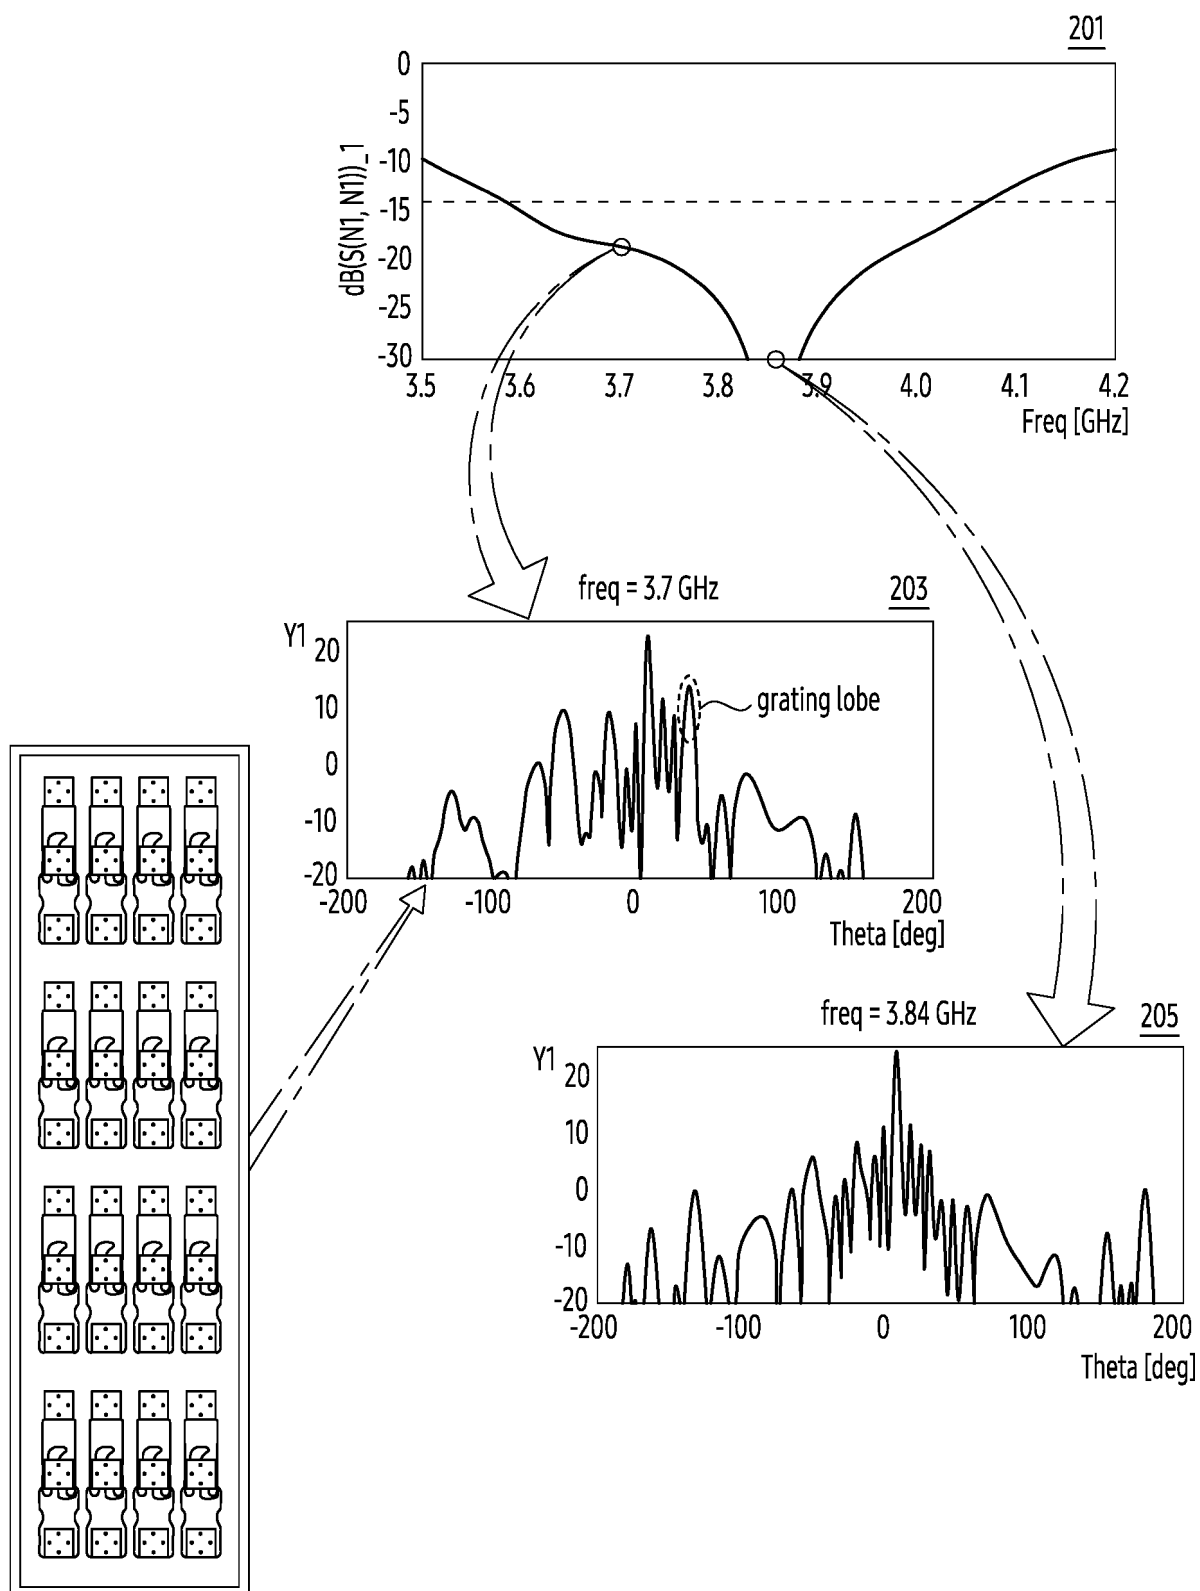 201
dB(S(N1, N1))_1
0
-5
-10
-15
-20
-25
-30
3.5 3.6 3.7 3.8 3.9 4.0 4.1 4.2
Freq [GHz]
freq = 3.7 GHz
203
Y1
20
10
0
-10
-20
grating lobe
-200 -100 0 100 200
Theta [deg]
freq = 3.84 GHz
205
Y1
20
10
0
-10
-20
-200 -100 0 100 200
Theta [deg]